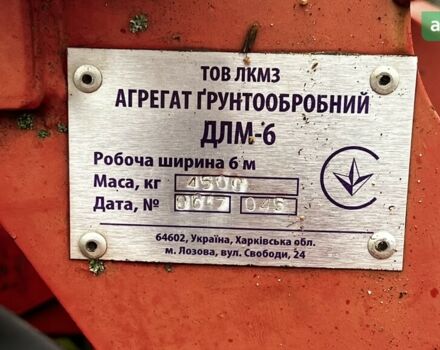 ТОВ ЛКМЗ
АГРЕГАТ ҐРУНТООБРОБНИЙ
ДЛМ-6
Робоча ширина 6 м
Маса, кг 4500
Дата, № 045
64602, Україна, Харківська обл.
м. Лозова, вул. Свободи, 24